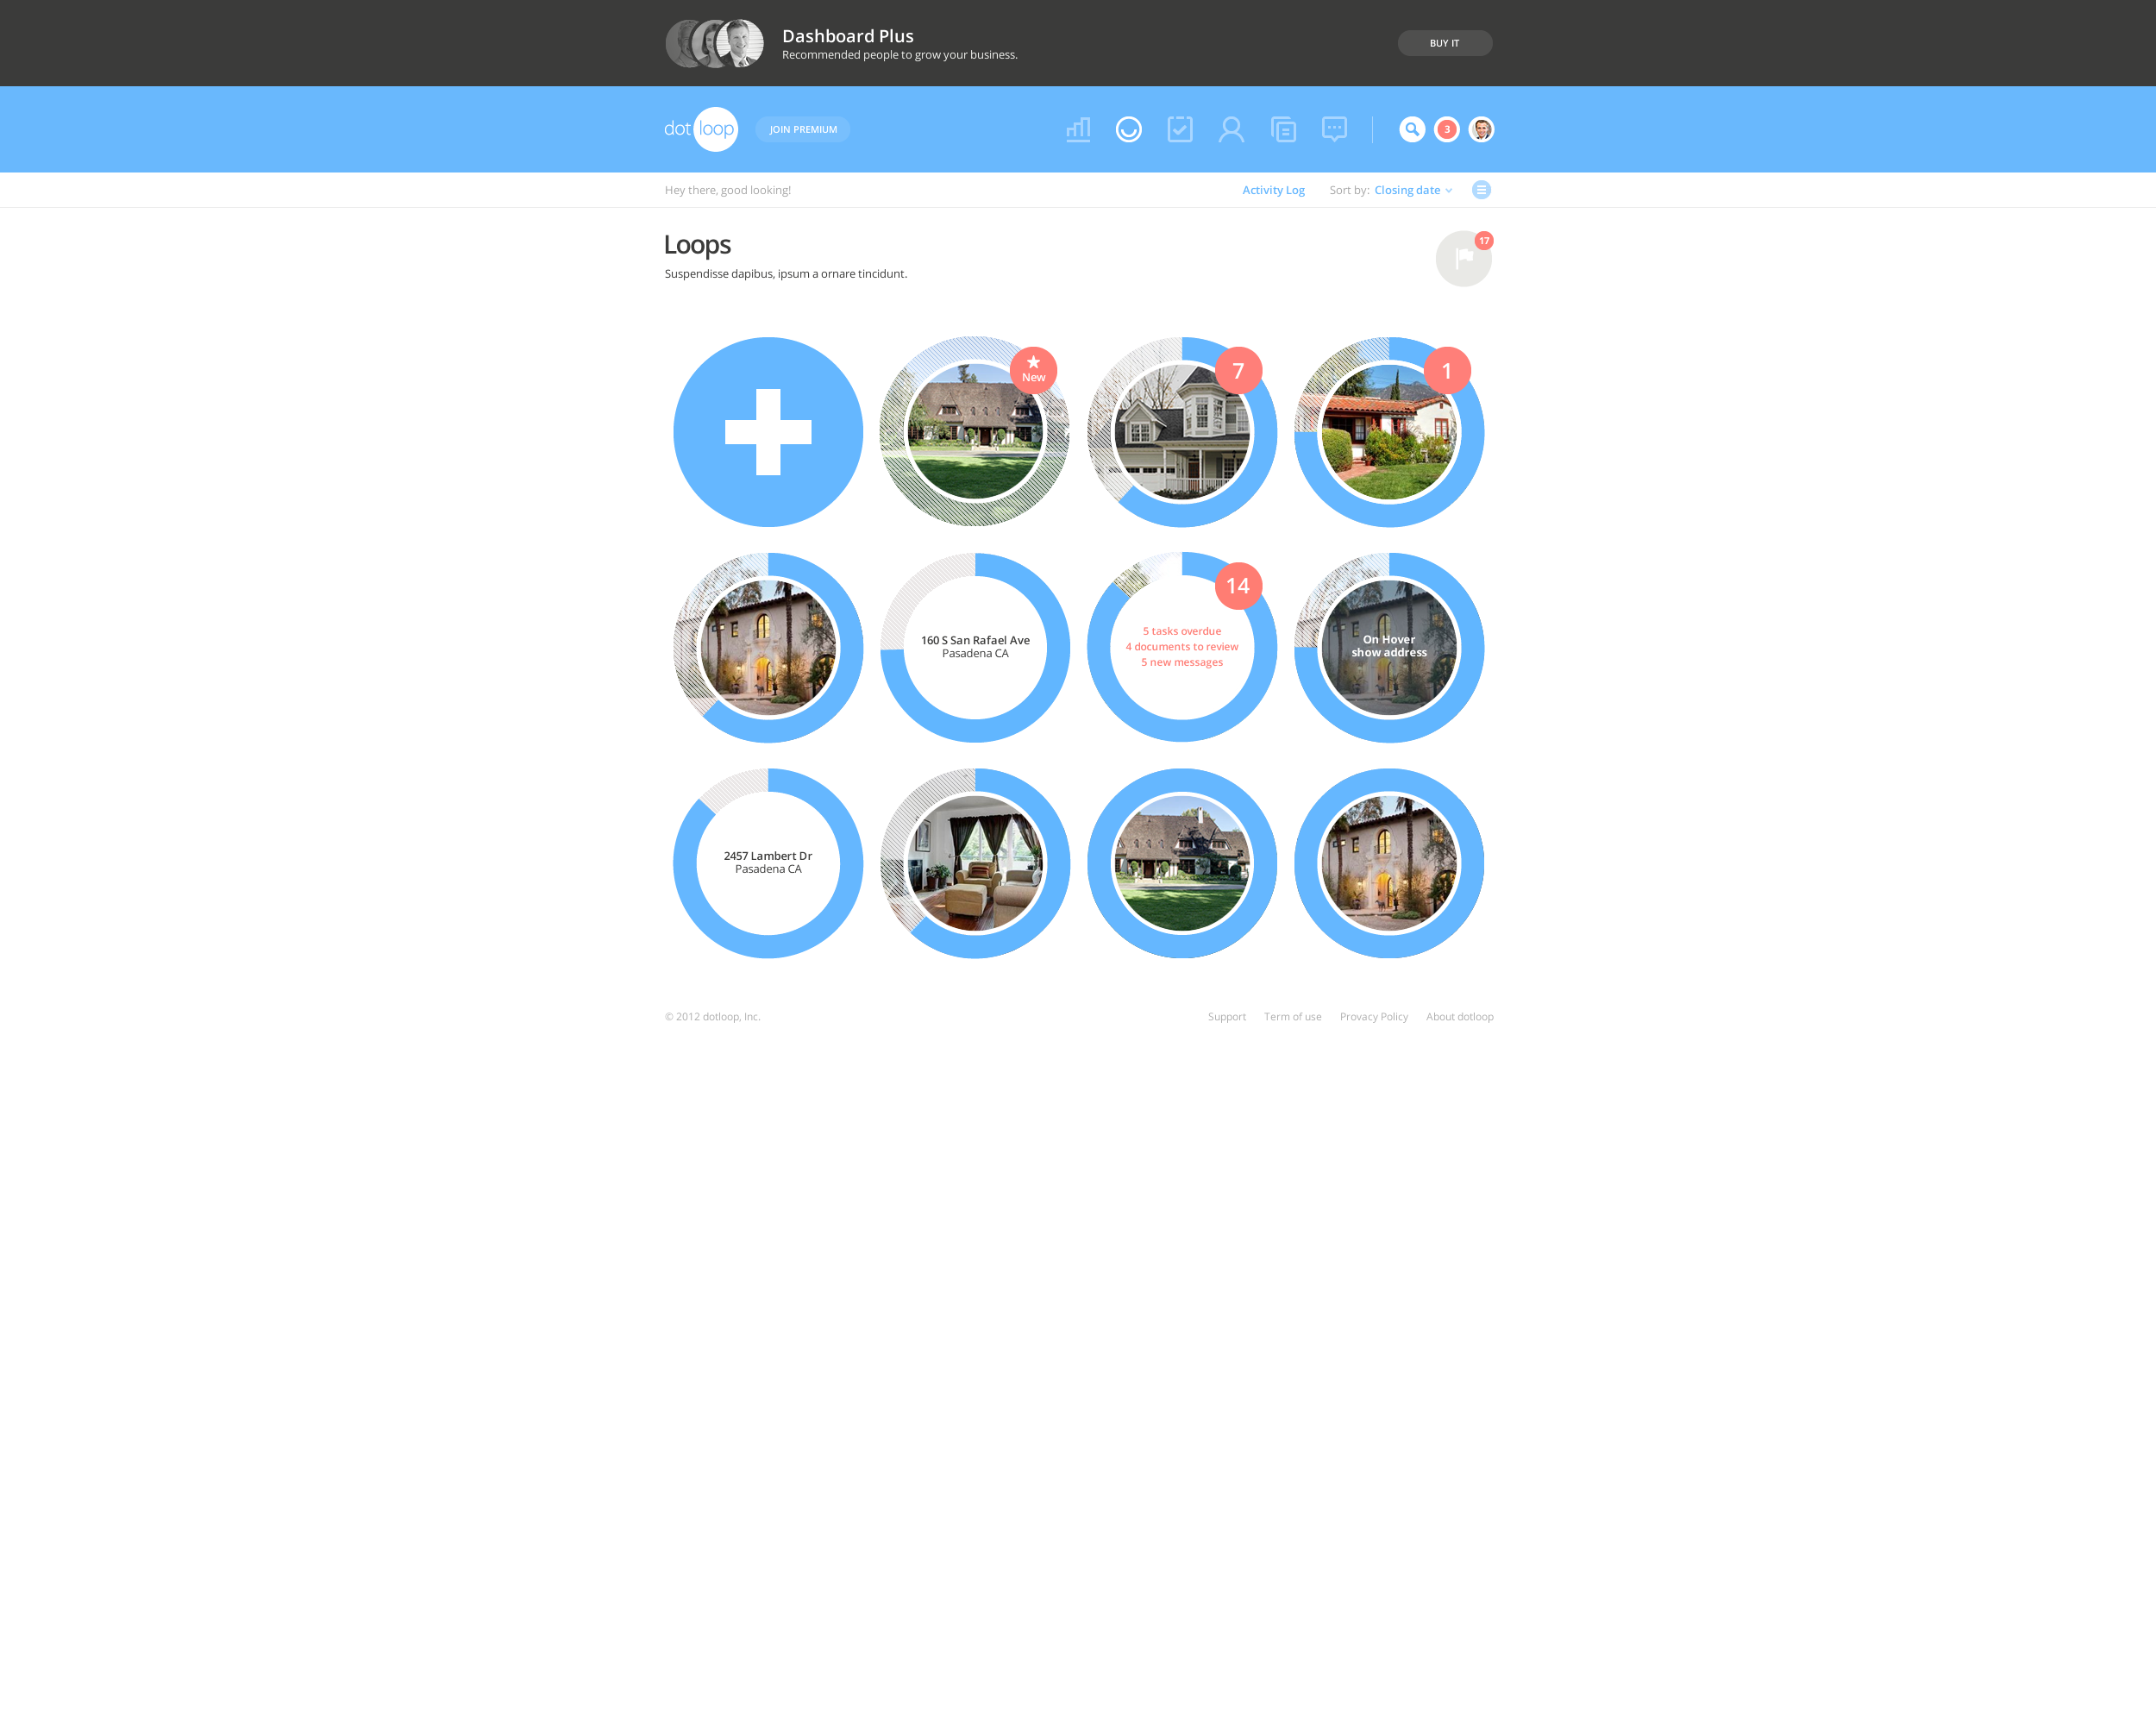 Dashboard Plus
Recommended people to grow your business.
BUY IT
dotloop
JOIN PREMIUM
3
Hey there, good looking!
Activity Log
Sort by: Closing date
Loops
Suspendisse dapibus, ipsum a ornare tincidunt.
17
New
7
1
160 S San Rafael Ave
Pasadena CA
14
5 tasks overdue
4 documents to review
5 new messages
On Hover
show address
2457 Lambert Dr
Pasadena CA
© 2012 dotloop, Inc.
Support
Term of use
Provacy Policy
About dotloop